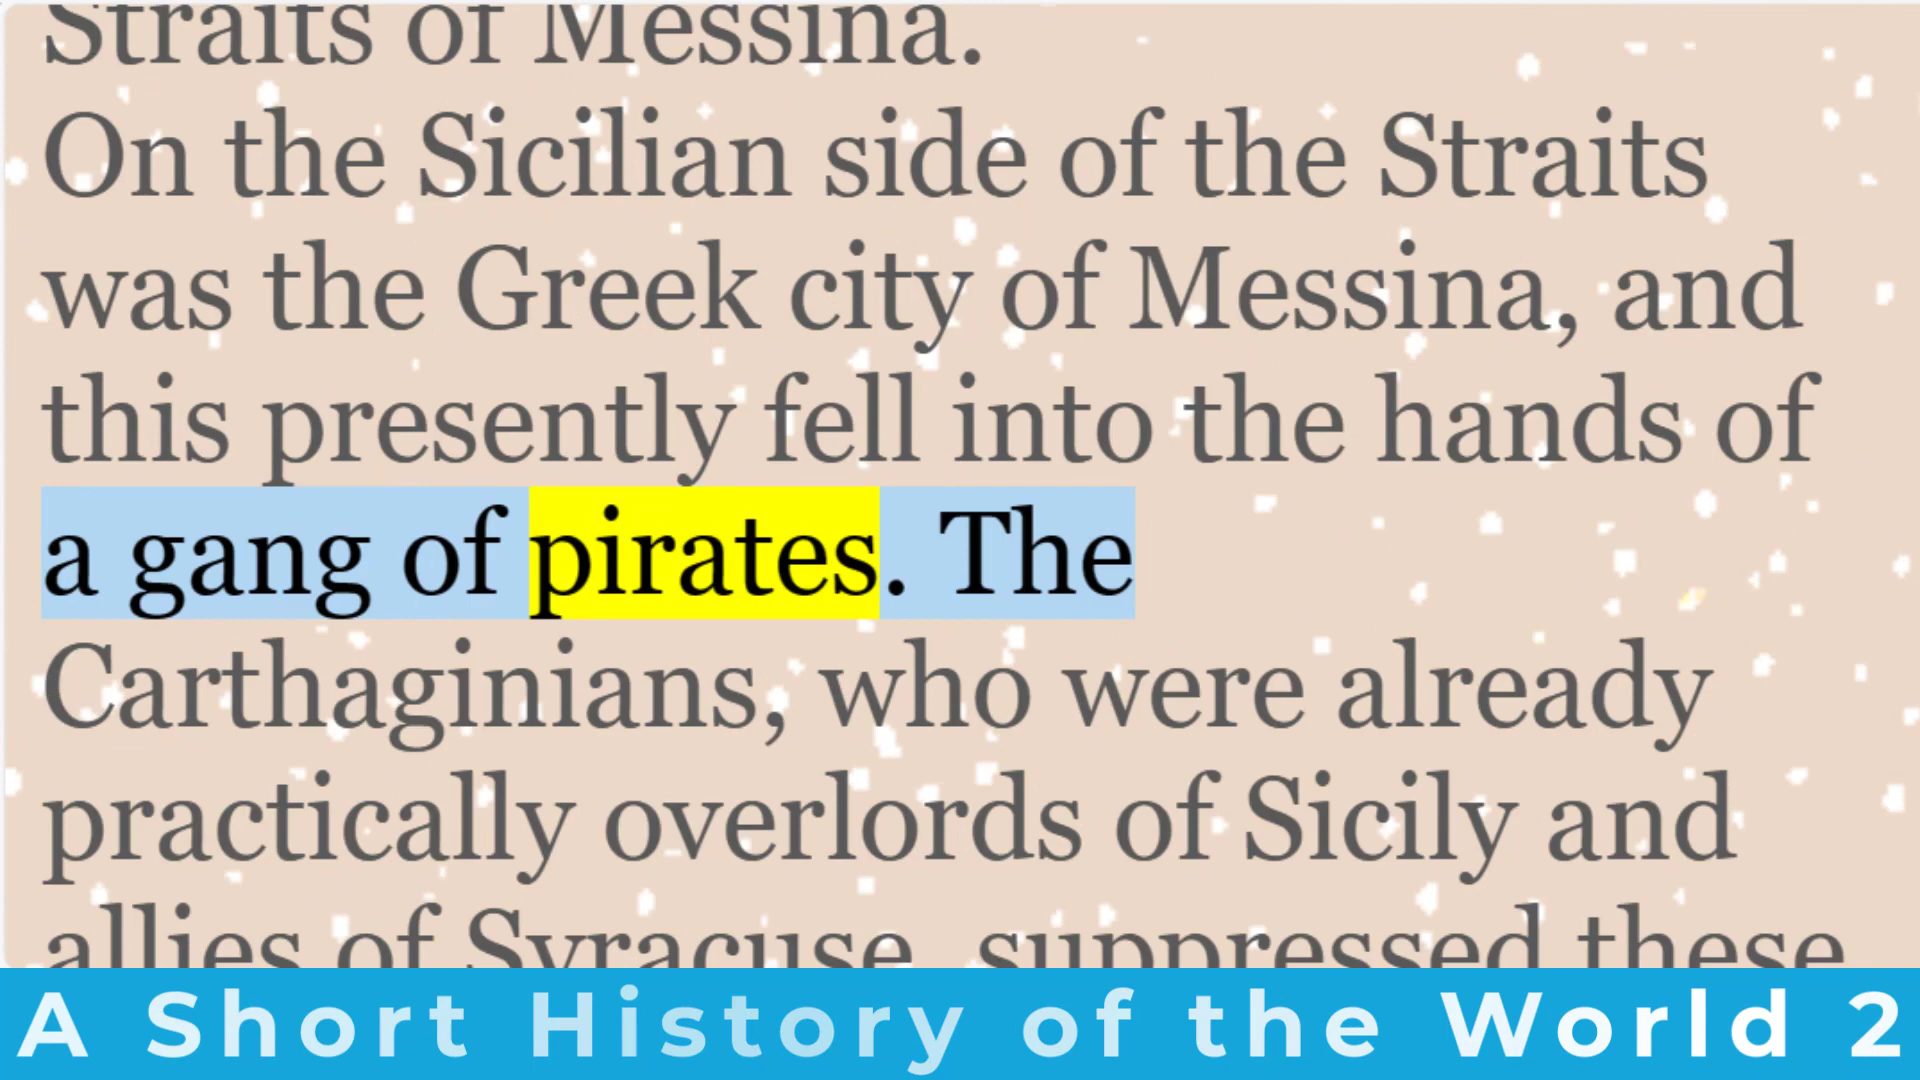 Straits of Messina.
On the Sicilian side of the Straits
was the Greek city of Messina, and
this presently fell into the hands of
a gang of pirates. The
Carthaginians, who were already
practically overlords of Sicily and
allies of Syracuse, suppressed these
A Short History of the World 2